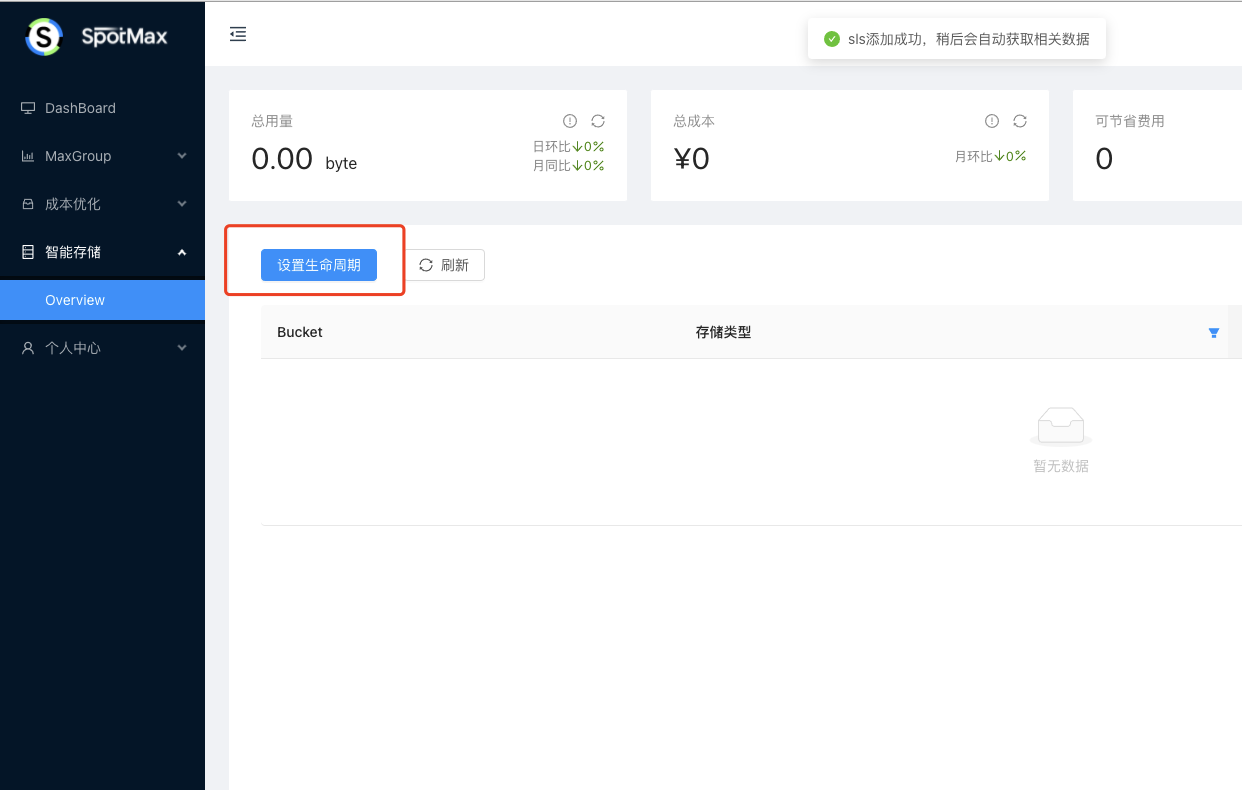 SpotMax
sls添加成功，稍后会自动获取相关数据
DashBoard
MaxGroup
成本优化
智能存储
Overview
个人中心
总用量
0.00 byte
日环比↓0%
月同比↓0%
总成本
¥0
月环比↓0%
可节省费用
0
设置生命周期
刷新
Bucket
存储类型
暂无数据